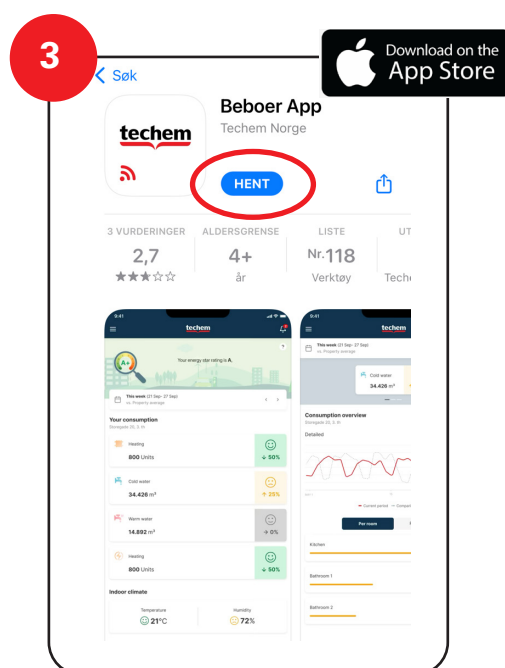 3
Download on the
App Store
Søk
techem
Beboer App
Techem Norge
HENT
3 VURDERINGER
2,7
ALDERSGRENSE
4+
år
LISTE
Nr.118
Verktøy
UT
Teche
9:41
techem
A+
Your energy star rating is A.
?
This week (21 Sep- 27 Sep)
vs. Property average
Your consumption
Heating
800 Units
↓ 50%
Cold water
34.426 m³
↑ 25%
Warm water
14.892 m³
→ 0%
Heating
800 Units
↓ 50%
Indoor climate
Temperature
21°C
Humidity
72%
9:41
techem
This week (21 Sep- 27 Sep)
vs. Property average
Cold water
34.426 m³
Consumption overview
Detailed
Current period
Per room
Kitchen
Bathroom 1
Bathroom 2